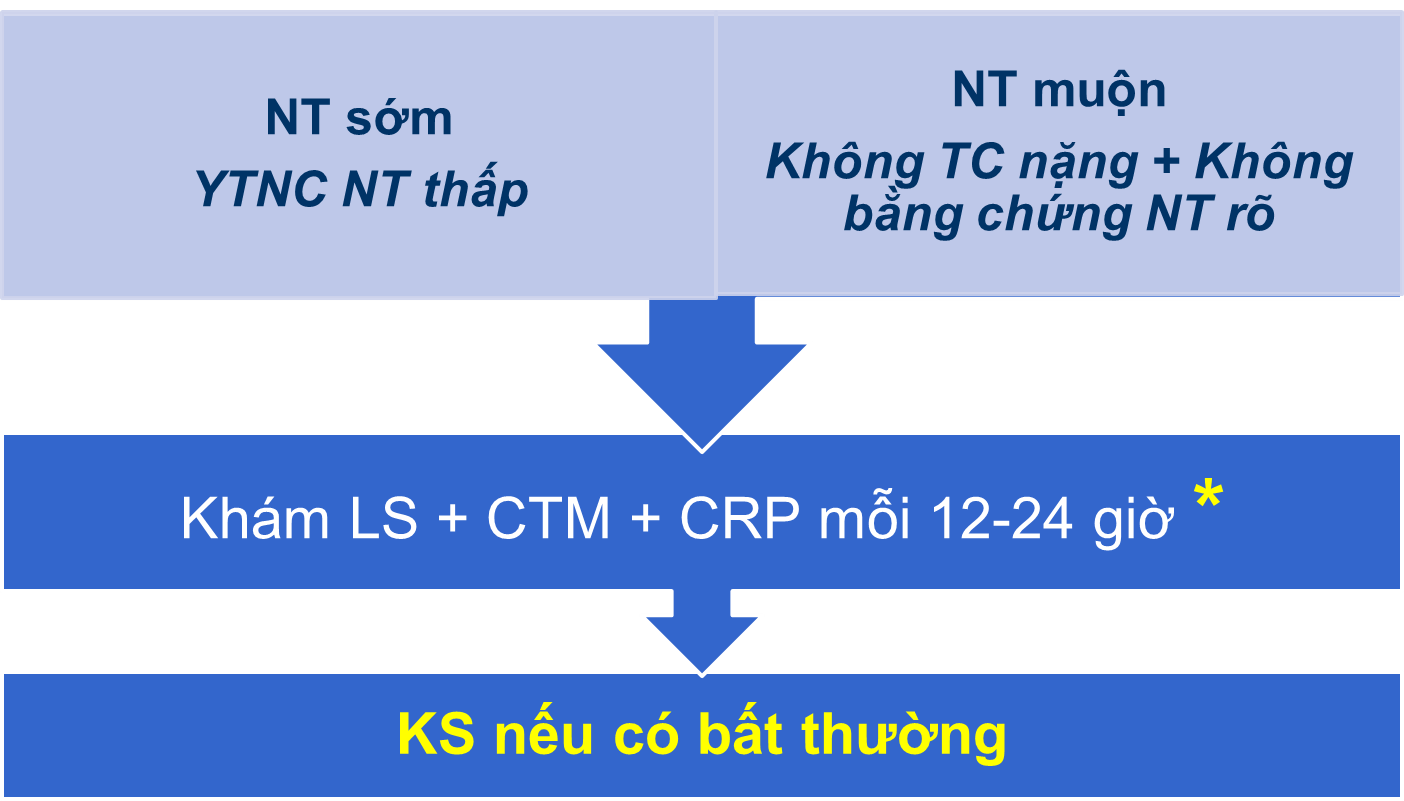 NT sớm
YTNC NT thấp
NT muộn
Không TC nặng + Không
bằng chứng NT rõ
Khám LS + CTM + CRP mỗi 12-24 giờ *
KS nếu có bất thường